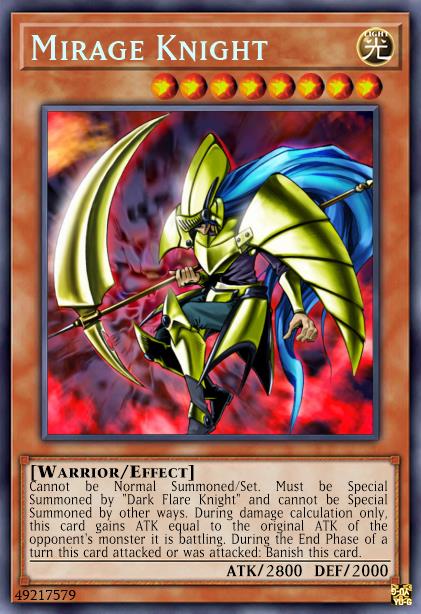 Mirage Knight
LIGHT
光
[Warrior/Effect]
Cannot be Normal Summoned/Set. Must be Special
Summoned by "Dark Flare Knight" and cannot be Special
Summoned by other ways. During damage calculation only,
this card gains ATK equal to the original ATK of the
opponent's monster it is battling. During the End Phase of a
turn this card attacked or was attacked: Banish this card.
ATK/2800 DEF/2000
49217579